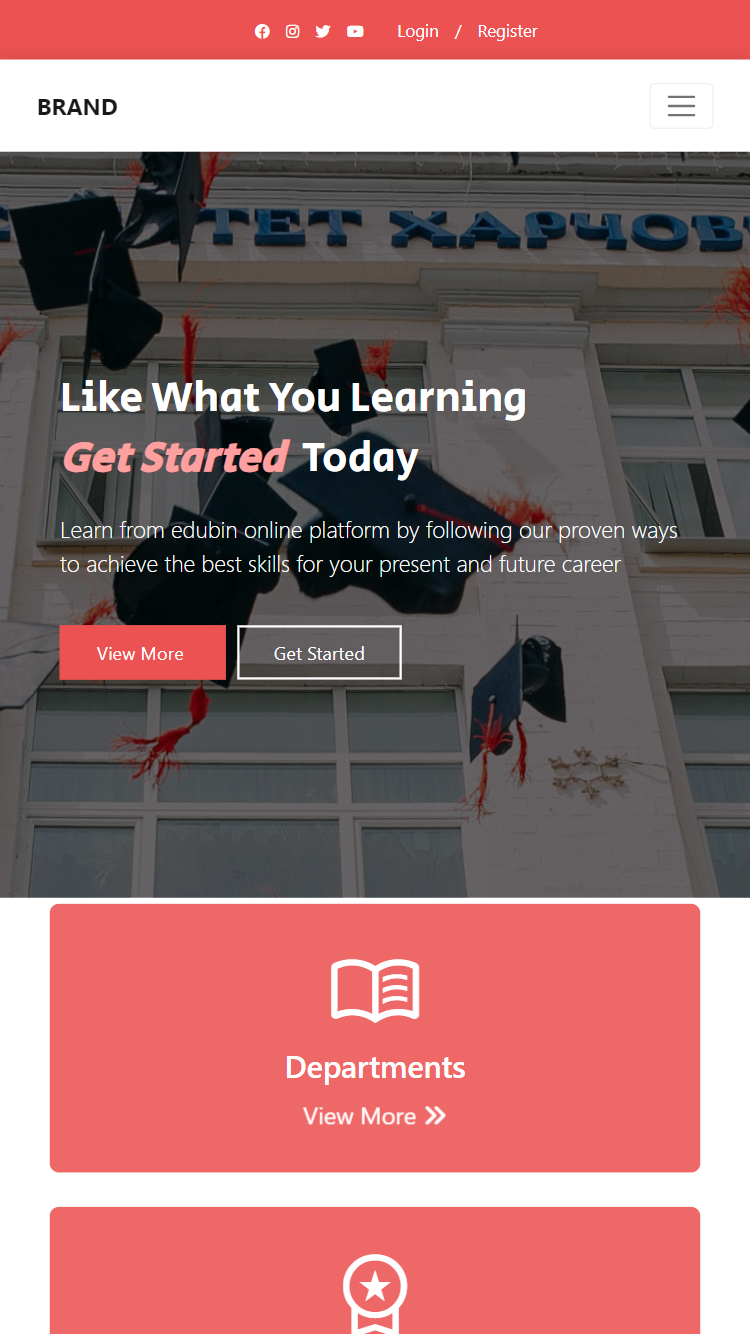 Login / Register
BRAND
ТЕТ ХАРЧОВ
Like What You Learning
Get Started Today
Learn from edubin online platform by following our proven ways
to achieve the best skills for your present and future career
View More Get Started
Departments
View More